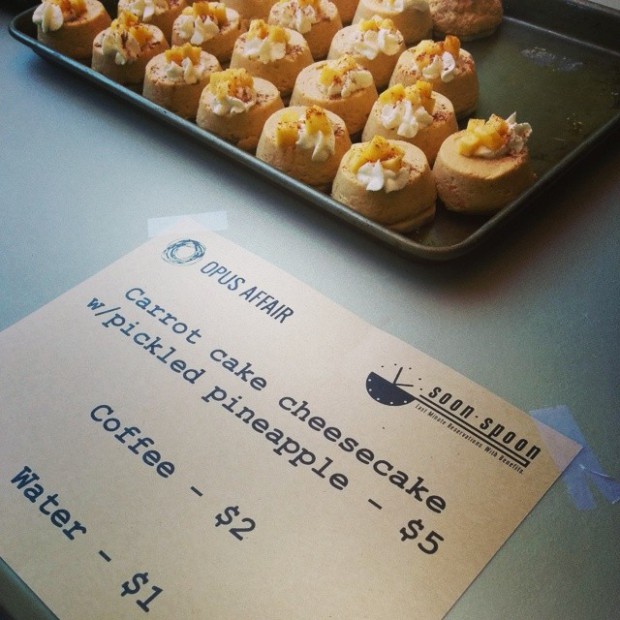 OPUS AFFAIR
soon·spoon
Last Minute Reservations. With Benefits.
Carrot cake cheesecake
w/pickled pineapple - $5
Coffee - $2
Water - $1